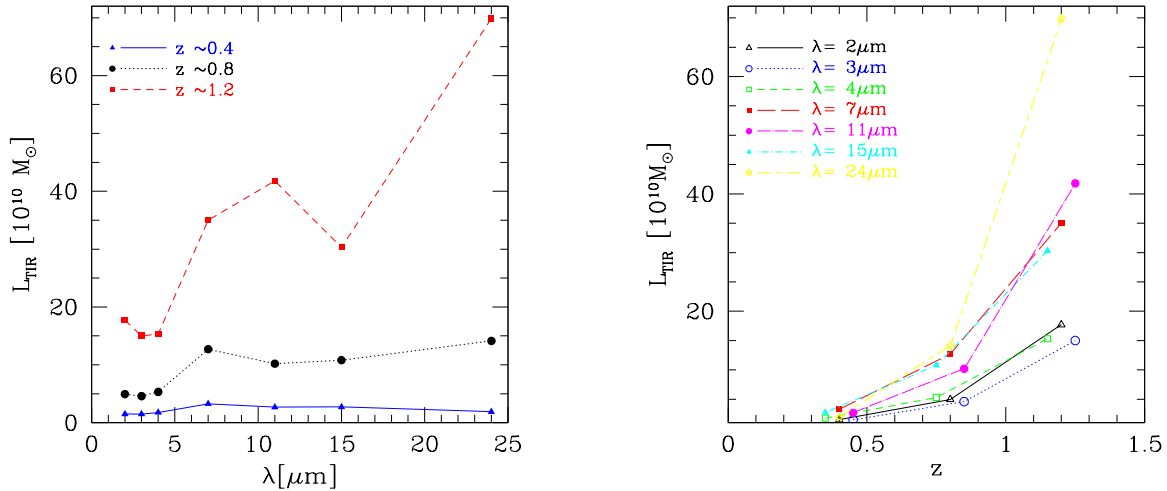 z ~0.4
z ~0.8
z ~1.2
60
40
20
0
L_TIR [10^10 M_⊙]
0 5 10 15 20 25
λ[μm]
λ= 2μm
λ= 3μm
λ= 4μm
λ= 7μm
λ= 11μm
λ= 15μm
λ= 24μm
60
40
20
L_TIR [10^10 M_⊙]
0 0.5 1 1.5
z